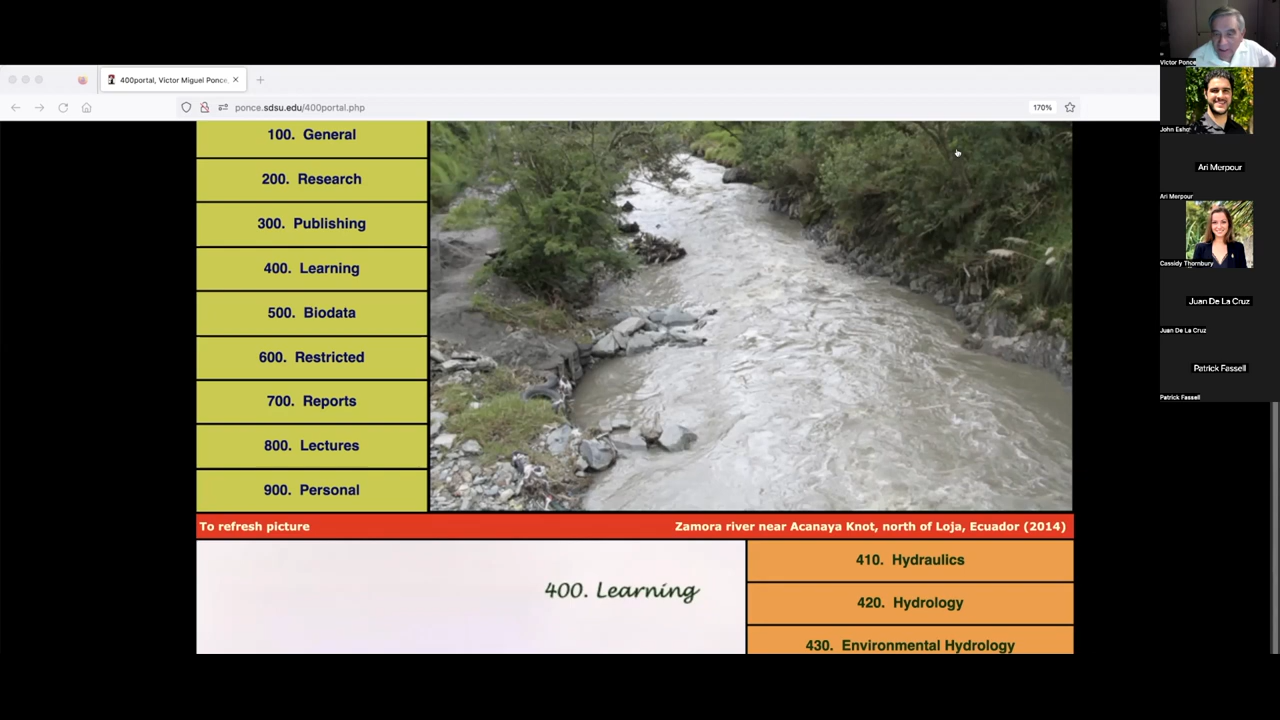 400portal, Victor Miguel Ponce,
ponce.sdsu.edu/400portal.php
170%
100. General
200. Research
300. Publishing
400. Learning
500. Biodata
600. Restricted
700. Reports
800. Lectures
900. Personal
To refresh picture
Zamora river near Acanaya Knot, north of Loja, Ecuador (2014)
400. Learning
410. Hydraulics
420. Hydrology
430. Environmental Hydrology
Victor Ponce
John Esho
Ari Merpour
Ari Merpour
Cassidy Thornbury
Juan De La Cruz
Juan De La Cruz
Patrick Fassell
Patrick Fassell